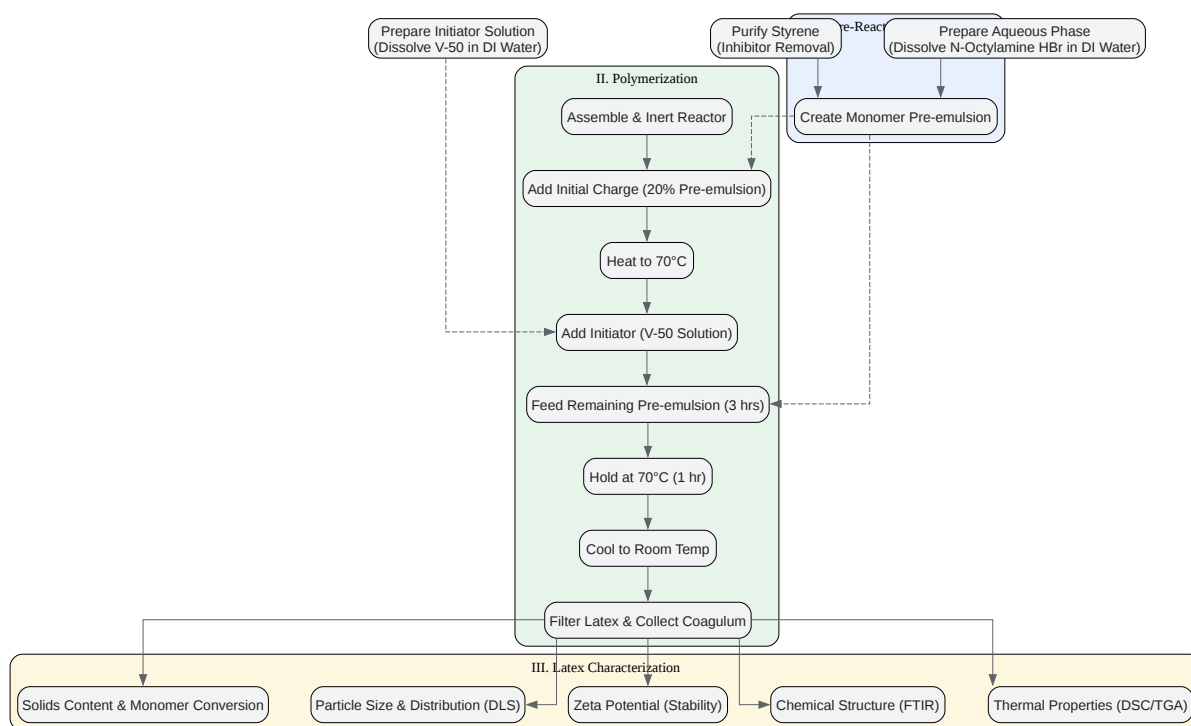 Prepare Initiator Solution
(Dissolve V-50 in DI Water)
Purify Styrene
(Inhibitor Removal)
Prepare Aqueous Phase
(Dissolve N-Octylamine HBr in DI Water)
II. Polymerization
Assemble & Inert Reactor
Create Monomer Pre-emulsion
Add Initial Charge (20% Pre-emulsion)
Heat to 70°C
Add Initiator (V-50 Solution)
Feed Remaining Pre-emulsion (3 hrs)
Hold at 70°C (1 hr)
Cool to Room Temp
Filter Latex & Collect Coagulum
III. Latex Characterization
Solids Content & Monomer Conversion
Particle Size & Distribution (DLS)
Zeta Potential (Stability)
Chemical Structure (FTIR)
Thermal Properties (DSC/TGA)